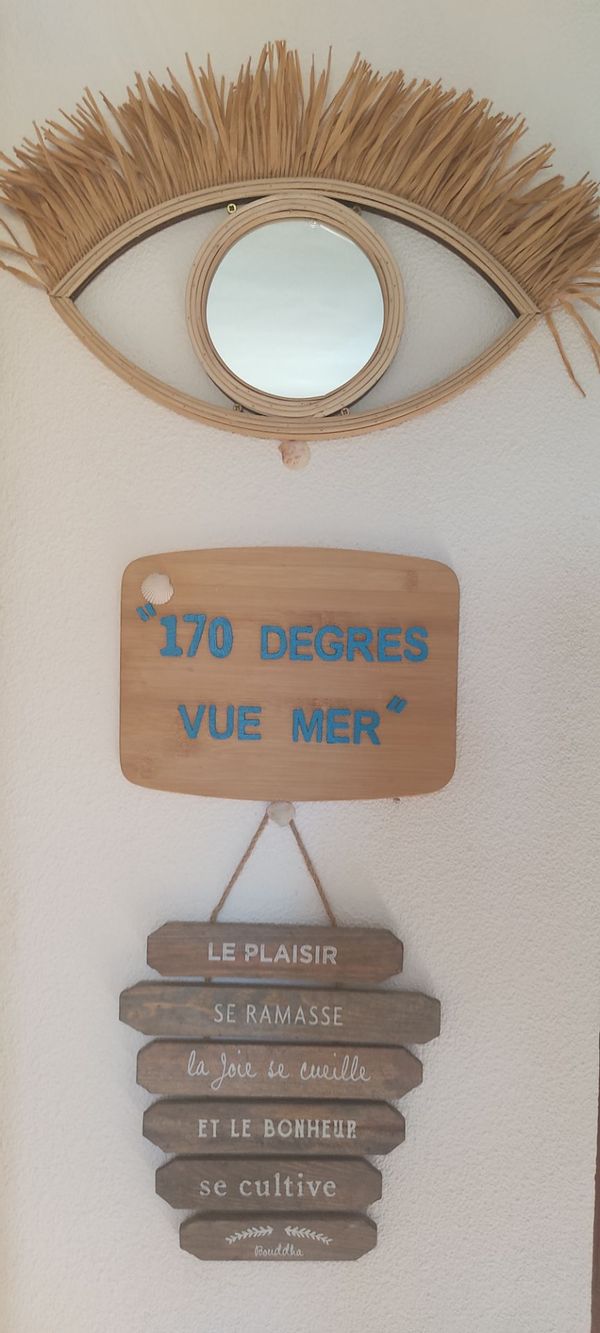 "170 DEGRES
VUE MER"
LE PLAISIR
SE RAMASSE
la Joie se cueille
ET LE BONHEUR
se cultive
Bouddha